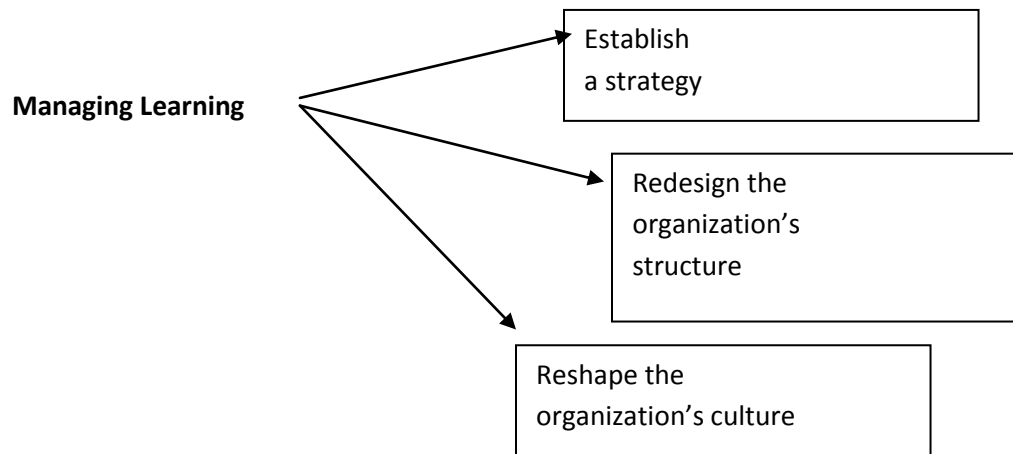 Establish
a strategy
Managing Learning
Redesign the
organization’s
structure
Reshape the
organization’s culture